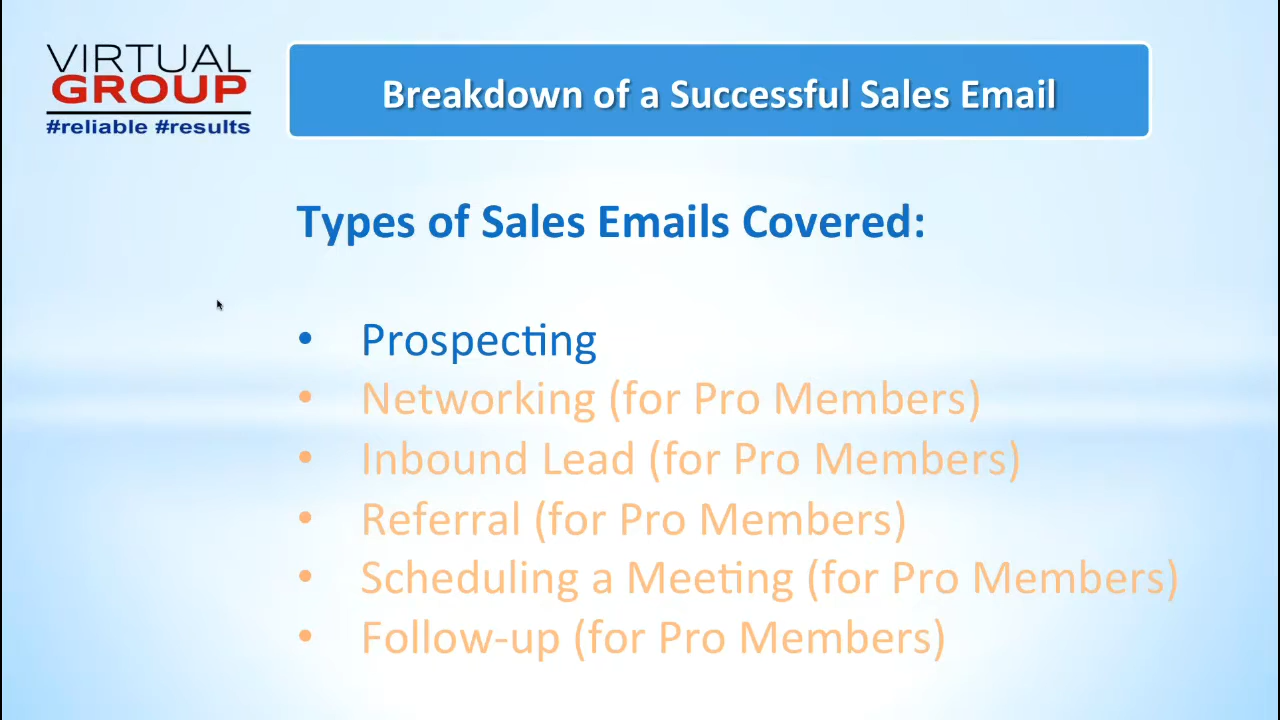 VIRTUAL
GROUP
#reliable #results
Breakdown of a Successful Sales Email
Types of Sales Emails Covered:
• Prospecting
• Networking (for Pro Members)
• Inbound Lead (for Pro Members)
• Referral (for Pro Members)
• Scheduling a Meeting (for Pro Members)
• Follow-up (for Pro Members)